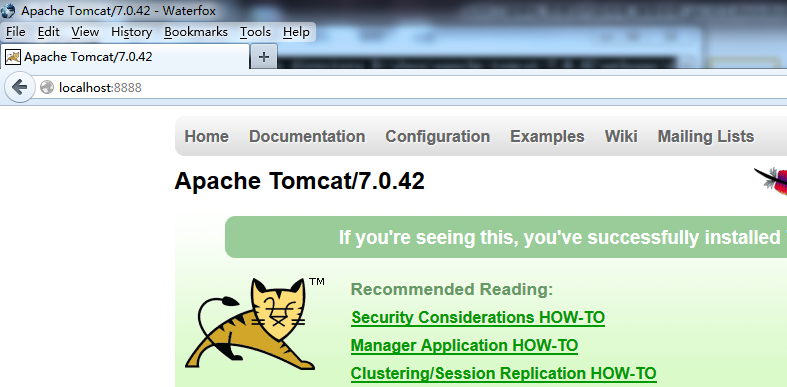 Apache Tomcat/7.0.42 - Waterfox
File Edit View History Bookmarks Tools Help
Apache Tomcat/7.0.42 +
localhost:8888
Home Documentation Configuration Examples Wiki Mailing Lists
Apache Tomcat/7.0.42
If you're seeing this, you've successfully installed
TM
Recommended Reading:
Security Considerations HOW-TO
Manager Application HOW-TO
Clustering/Session Replication HOW-TO